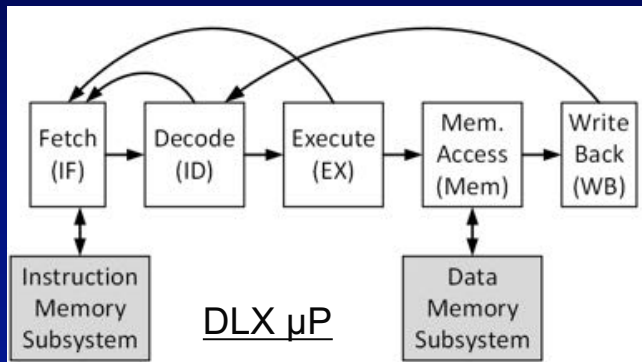 Fetch
(IF)
Decode
(ID)
Execute
(EX)
Mem.
Access
(Mem)
Write
Back
(WB)
Instruction
Memory
Subsystem
DLX µP
Data
Memory
Subsystem